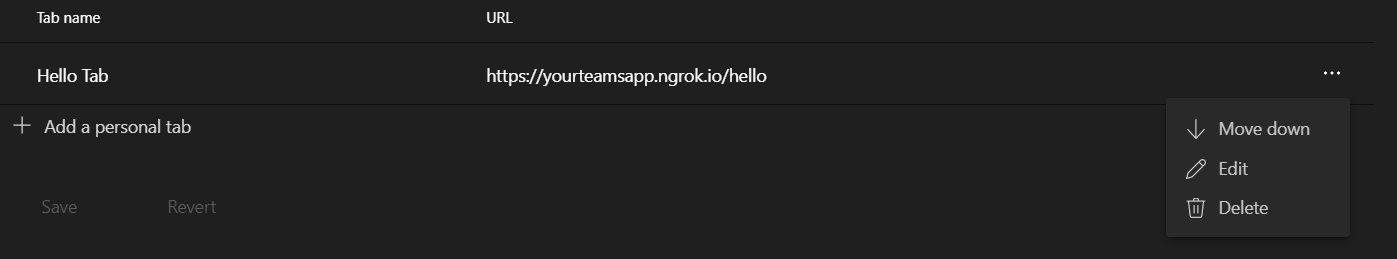 Tab name URL
Hello Tab https://yourteamsapp.ngrok.io/hello
Add a personal tab
Move down
Edit
Delete
Save Revert